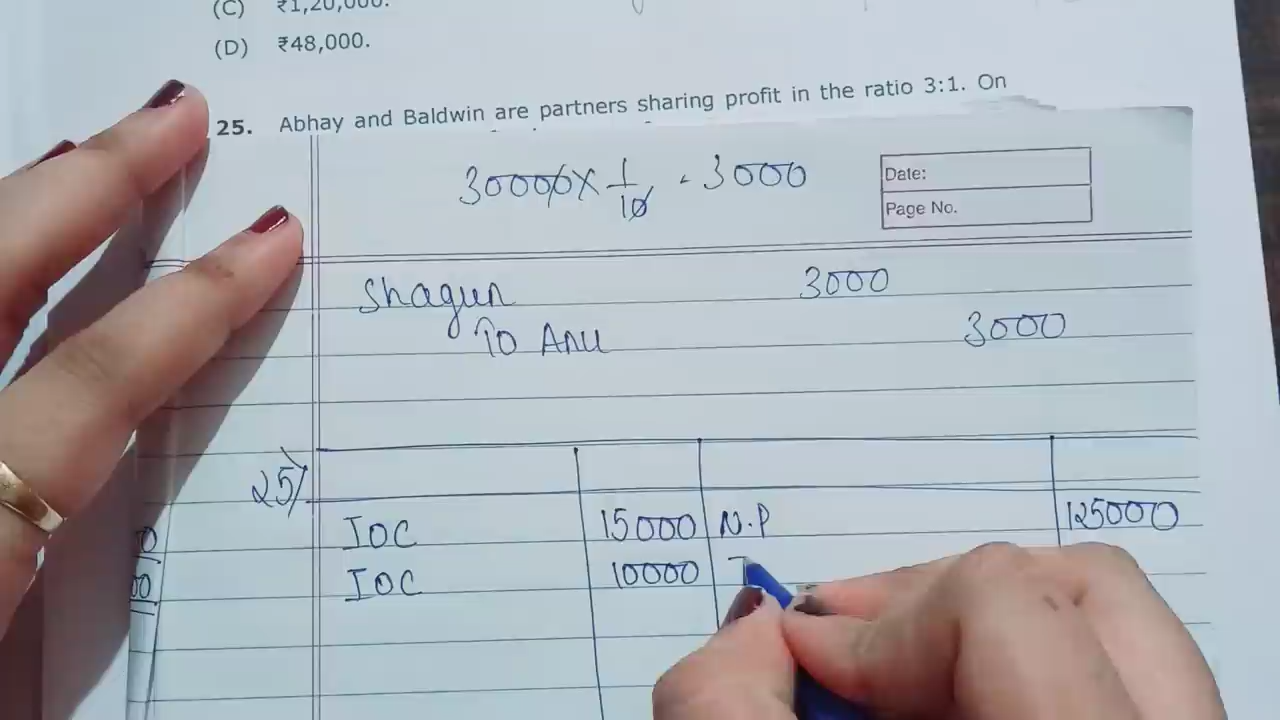 (C) ₹1,20,000.
(D) ₹48,000.
25. Abhay and Baldwin are partners sharing profit in the ratio 3:1. On
30000 X 1/10 - 3000
Date:
Page No.
Shagun 3000
To Anu 3000
25)
IOC 15000 N.P 125000
IOC 10000 I